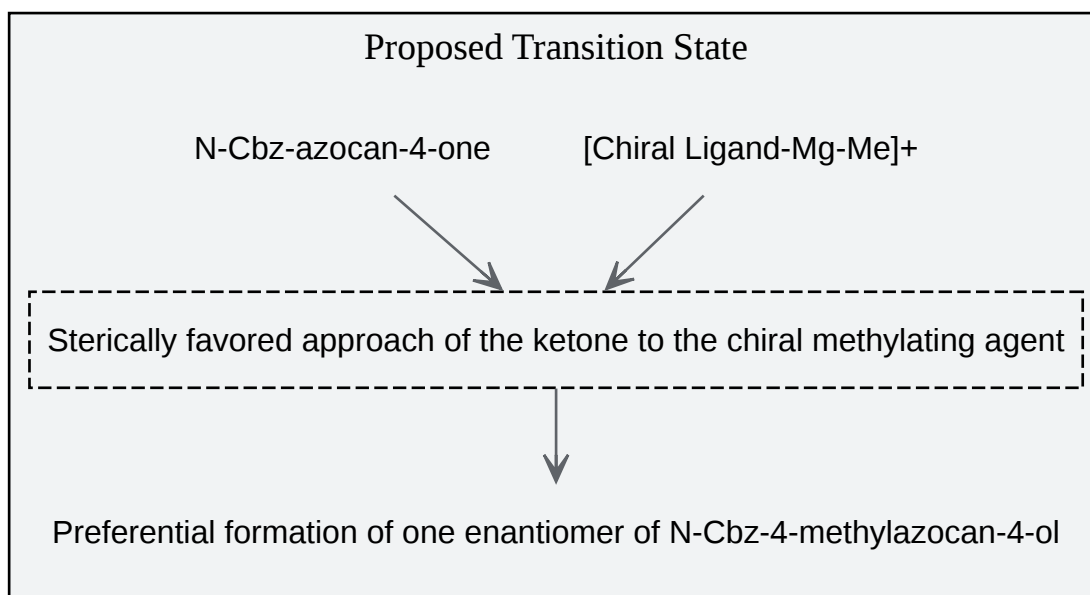 Proposed Transition State
N-Cbz-azocan-4-one [Chiral Ligand-Mg-Me]+
Sterically favored approach of the ketone to the chiral methylating agent
Preferential formation of one enantiomer of N-Cbz-4-methylazocan-4-ol